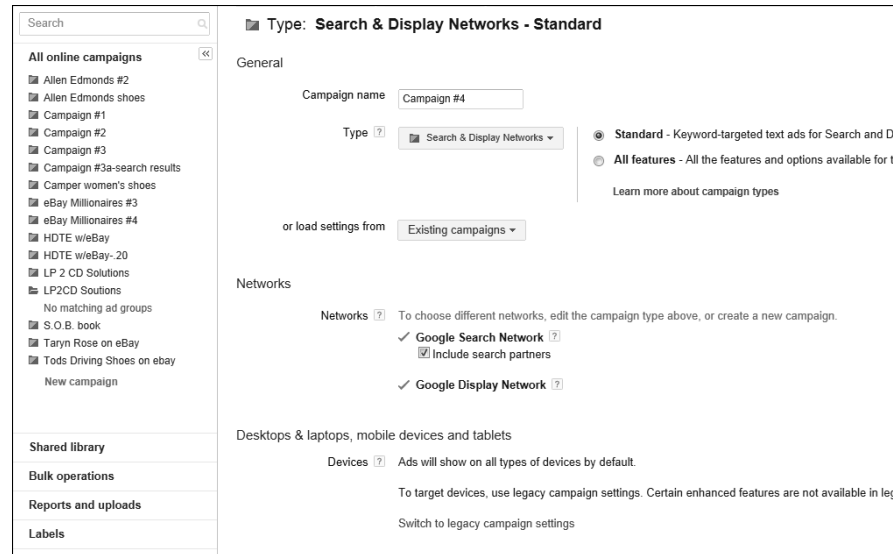 Search
All online campaigns
Allen Edmonds #2
Allen Edmonds shoes
Campaign #1
Campaign #2
Campaign #3
Campaign #3a-search results
Camper women's shoes
eBay Millionaires #3
eBay Millionaires #4
HDTE w/eBay
HDTE w/eBay-.20
LP 2 CD Solutions
LP2CD Soutions
No matching ad groups
S.O.B. book
Taryn Rose on eBay
Tods Driving Shoes on ebay
New campaign
Shared library
Bulk operations
Reports and uploads
Labels
Type: Search & Display Networks - Standard
General
Campaign name Campaign #4
Type ? Search & Display Networks
Standard - Keyword-targeted text ads for Search and D
All features - All the features and options available for t
Learn more about campaign types
or load settings from Existing campaigns
Networks
Networks ? To choose different networks, edit the campaign type above, or create a new campaign.
Google Search Network ?
Include search partners
Google Display Network ?
Desktops & laptops, mobile devices and tablets
Devices ? Ads will show on all types of devices by default.
To target devices, use legacy campaign settings. Certain enhanced features are not available in leg
Switch to legacy campaign settings